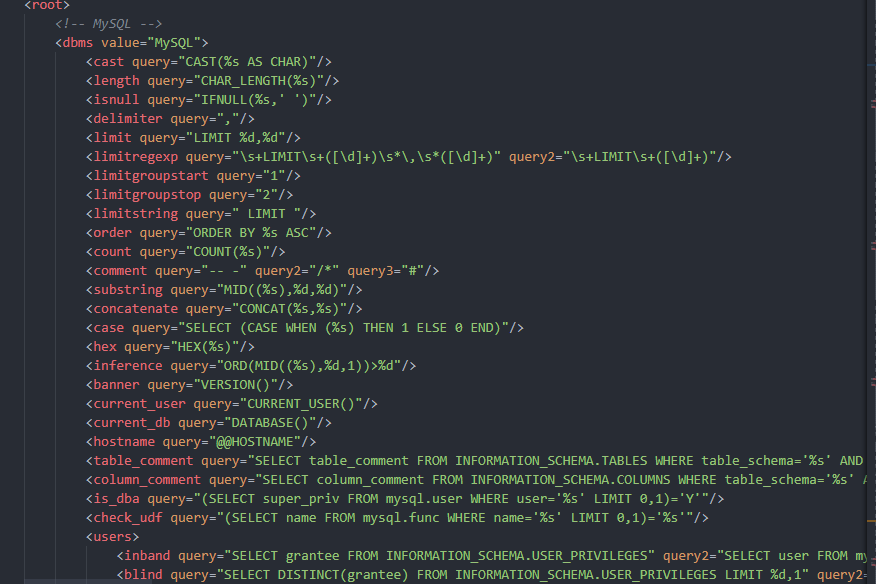 <root>
<!-- MySQL -->
<dbms value="MySQL">
<cast query="CAST(%s AS CHAR)"/>
<length query="CHAR_LENGTH(%s)"/>
<isnull query="IFNULL(%s,' ')"/>
<delimiter query=","/>
<limit query="LIMIT %d,%d"/>
<limitregexp query="\s+LIMIT\s+([\d]+)\s*\,\s*([\d]+)" query2="\s+LIMIT\s+([\d]+)"/>
<limitgroupstart query="1"/>
<limitgroupstop query="2"/>
<limitstring query=" LIMIT "/>
<order query="ORDER BY %s ASC"/>
<count query="COUNT(%s)"/>
<comment query="-- -" query2="/*" query3="#"/>
<substring query="MID((%s),%d,%d)"/>
<concatenate query="CONCAT(%s,%s)"/>
<case query="SELECT (CASE WHEN (%s) THEN 1 ELSE 0 END)"/>
<hex query="HEX(%s)"/>
<inference query="ORD(MID((%s),%d,1))>%d"/>
<banner query="VERSION()"/>
<current_user query="CURRENT_USER()"/>
<current_db query="DATABASE()"/>
<hostname query="@@HOSTNAME"/>
<table_comment query="SELECT table_comment FROM INFORMATION_SCHEMA.TABLES WHERE table_schema='%s' AND
<column_comment query="SELECT column_comment FROM INFORMATION_SCHEMA.COLUMNS WHERE table_schema='%s' A
<is_dba query="(SELECT super_priv FROM mysql.user WHERE user='%s' LIMIT 0,1)='Y'"/>
<check_udf query="(SELECT name FROM mysql.func WHERE name='%s' LIMIT 0,1)='%s'"/>
<users>
<inband query="SELECT grantee FROM INFORMATION_SCHEMA.USER_PRIVILEGES" query2="SELECT user FROM my
<blind query="SELECT DISTINCT(grantee) FROM INFORMATION_SCHEMA.USER_PRIVILEGES LIMIT %d,1" query2=